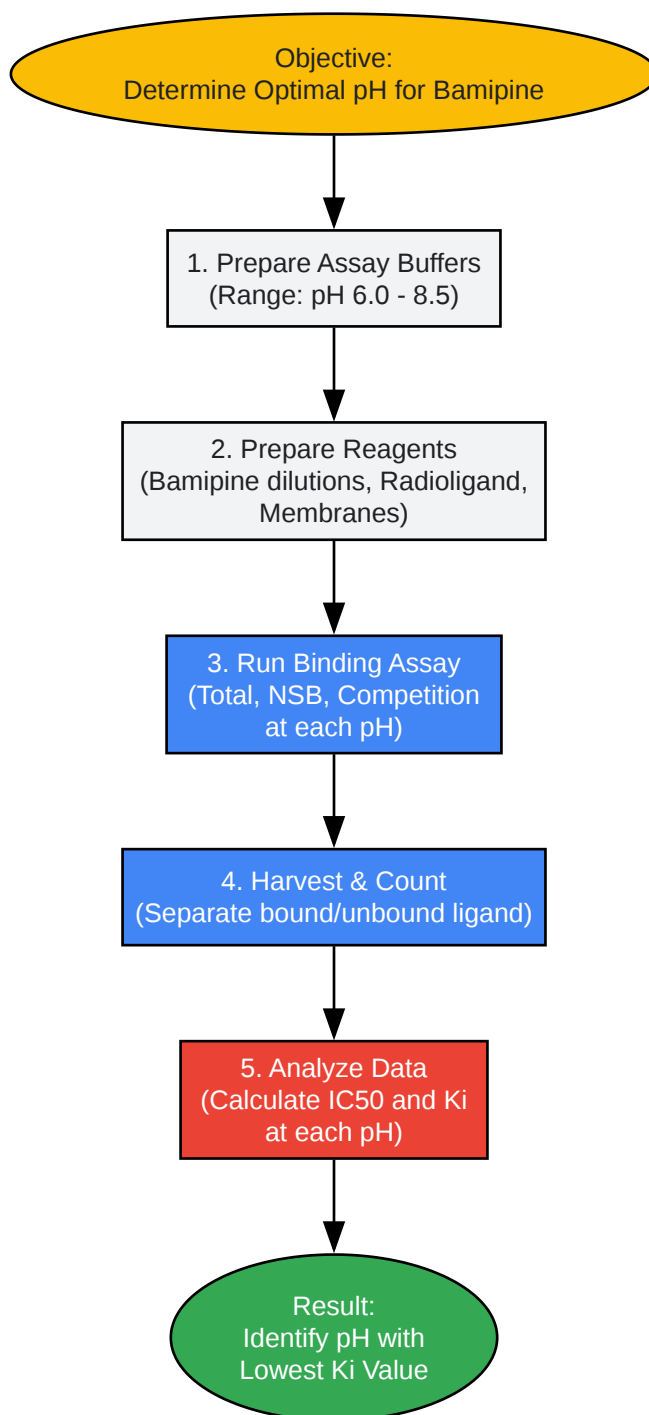 Objective:
Determine Optimal pH for Bamipine
1. Prepare Assay Buffers
(Range: pH 6.0 - 8.5)
2. Prepare Reagents
(Bamipine dilutions, Radioligand,
Membranes)
3. Run Binding Assay
(Total, NSB, Competition
at each pH)
4. Harvest & Count
(Separate bound/unbound ligand)
5. Analyze Data
(Calculate IC50 and Ki
at each pH)
Result:
Identify pH with
Lowest Ki Value